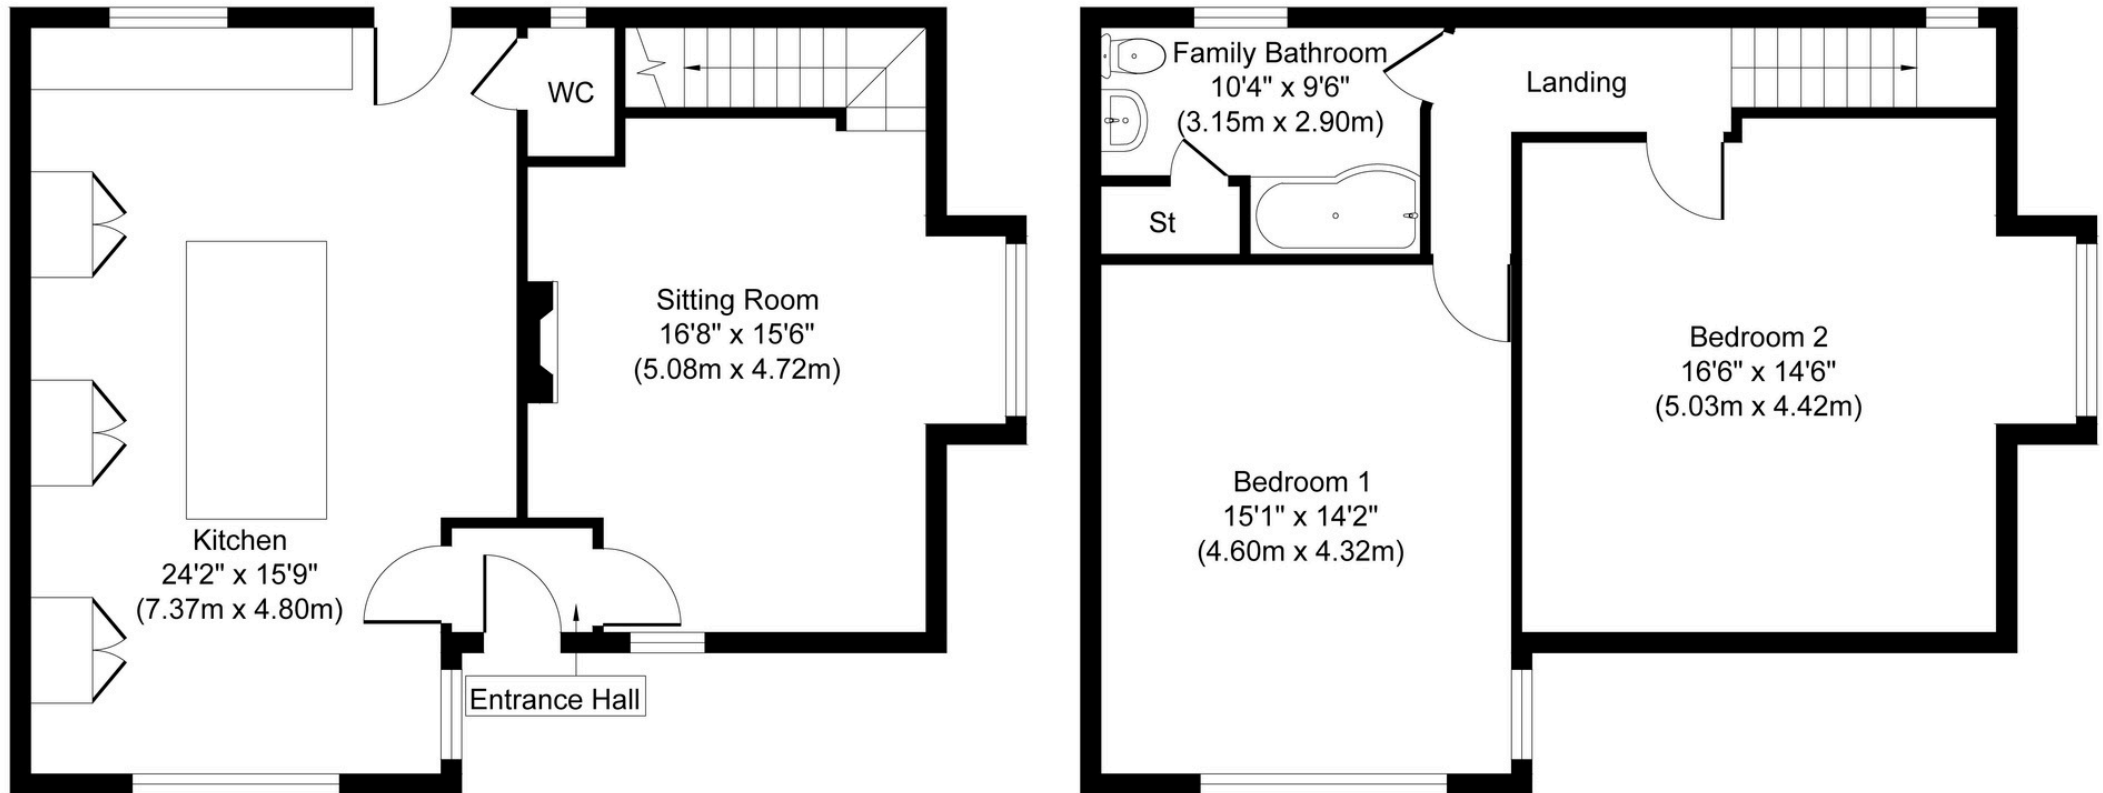 WC
Sitting Room
16'8" x 15'6"
(5.08m x 4.72m)
Kitchen
24'2" x 15'9"
(7.37m x 4.80m)
Entrance Hall
Family Bathroom
10'4" x 9'6"
(3.15m x 2.90m)
Landing
St
Bedroom 2
16'6" x 14'6"
(5.03m x 4.42m)
Bedroom 1
15'1" x 14'2"
(4.60m x 4.32m)